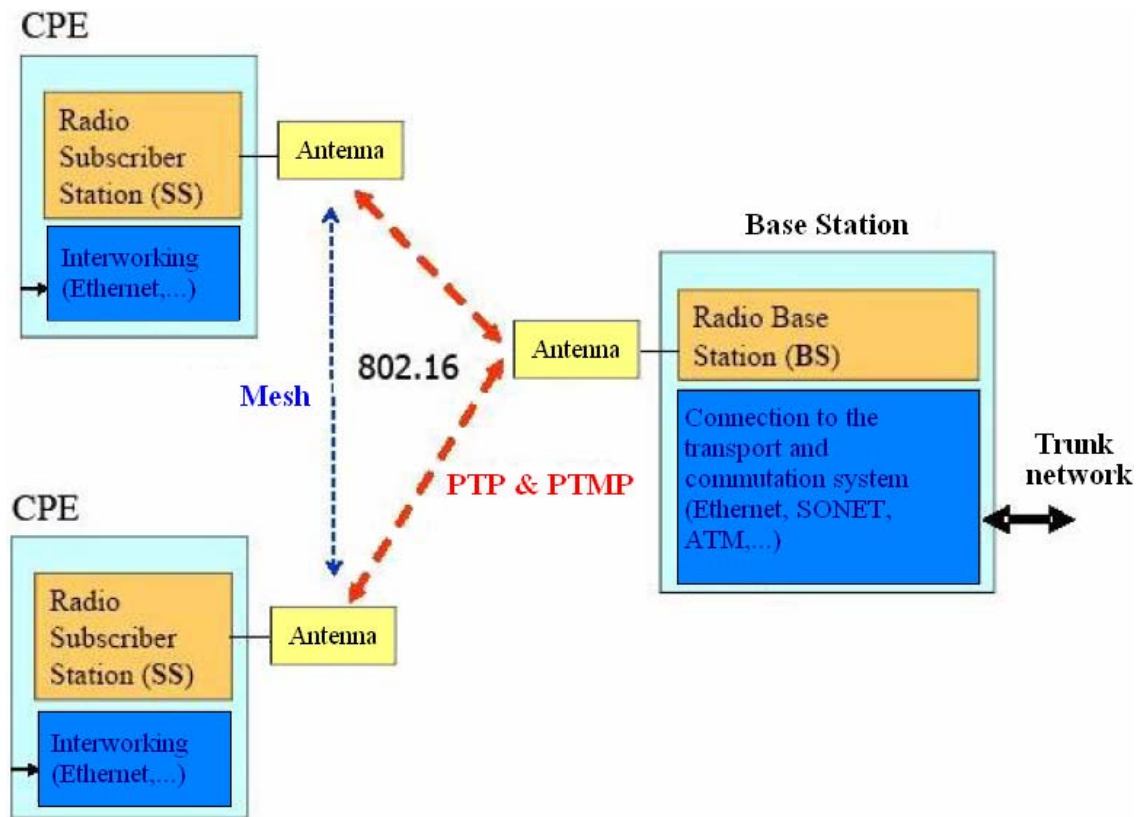 CPE
Radio
Subscriber
Station (SS)
Antenna
Interworking
(Ethernet,...)
Base Station
Radio Base
Station (BS)
Antenna
802.16
Mesh
Connection to the
transport and
commutation system
(Ethernet, SONET,
ATM,...)
Trunk
network
PTP & PTMP
CPE
Radio
Subscriber
Station (SS)
Antenna
Interworking
(Ethernet,...)